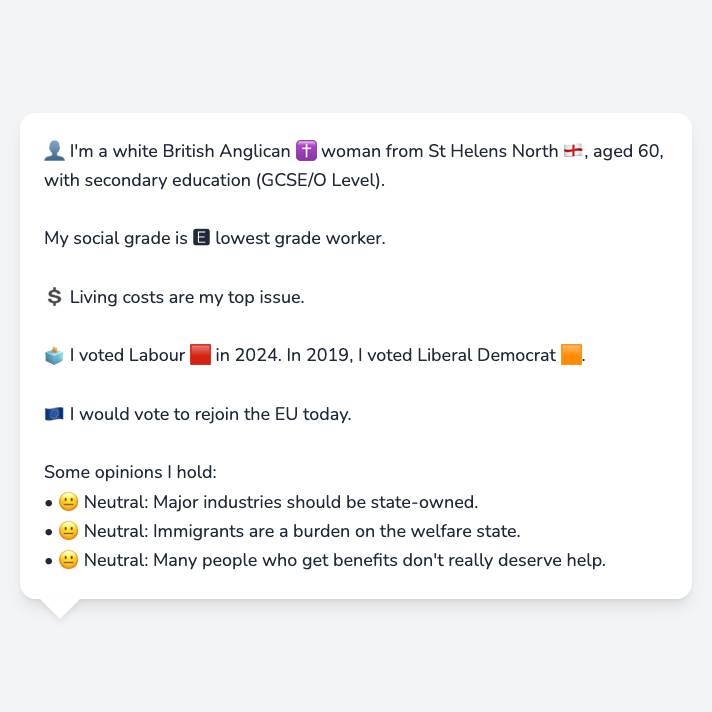 👤 I'm a white British Anglican ✝️ woman from St Helens North 🏴󠁧󠁢󠁥󠁮󠁧󠁿, aged 60,
with secondary education (GCSE/O Level).
My social grade is 🅴 lowest grade worker.
💲 Living costs are my top issue.
🗳️ I voted Labour 🟥 in 2024. In 2019, I voted Liberal Democrat 🟧.
🇪🇺 I would vote to rejoin the EU today.
Some opinions I hold:
• 😐 Neutral: Major industries should be state-owned.
• 😐 Neutral: Immigrants are a burden on the welfare state.
• 😐 Neutral: Many people who get benefits don't really deserve help.